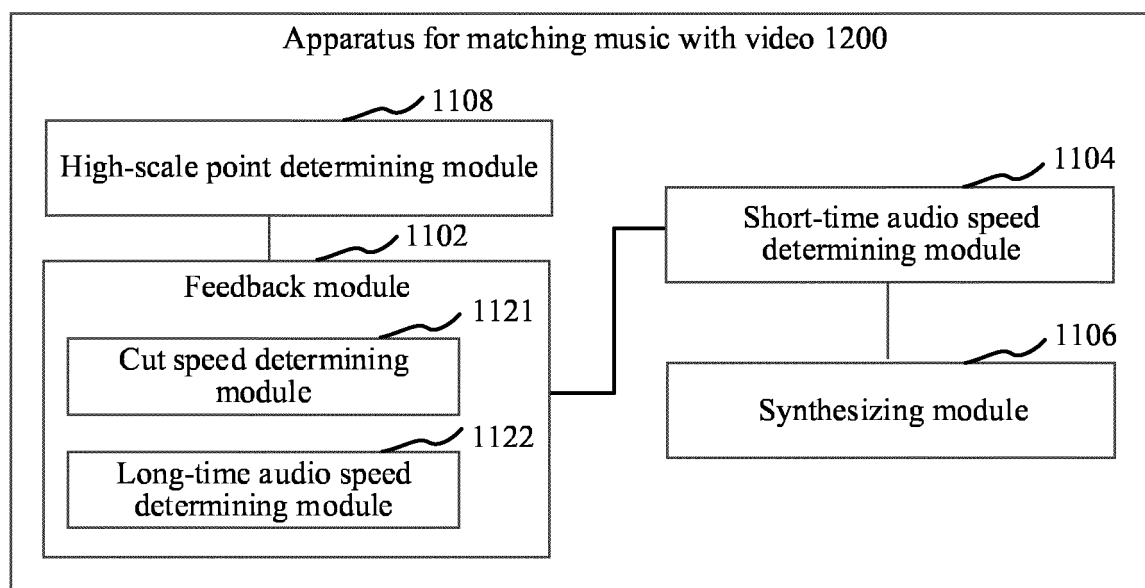 Apparatus for matching music with video 1200
1108
High-scale point determining module
1102
Feedback module
1121
Cut speed determining
module
1122
Long-time audio speed
determining module
1104
Short-time audio speed
determining module
1106
Synthesizing module